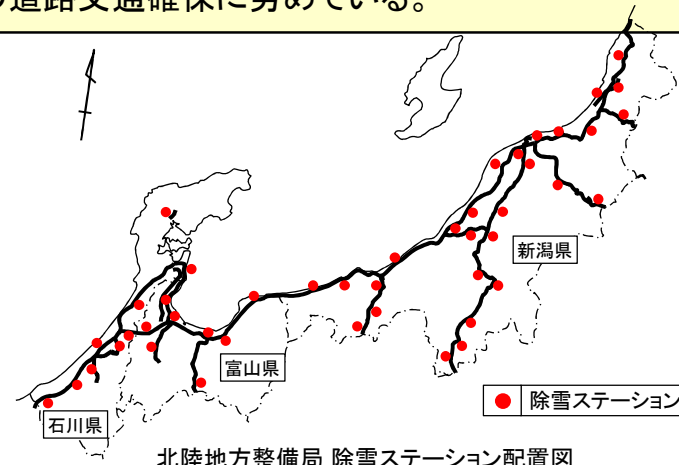 道路交通確保に努めている。
新潟県
富山県
石川県
除雪ステーション
北陸地方整備局 除雪ステーション配置図